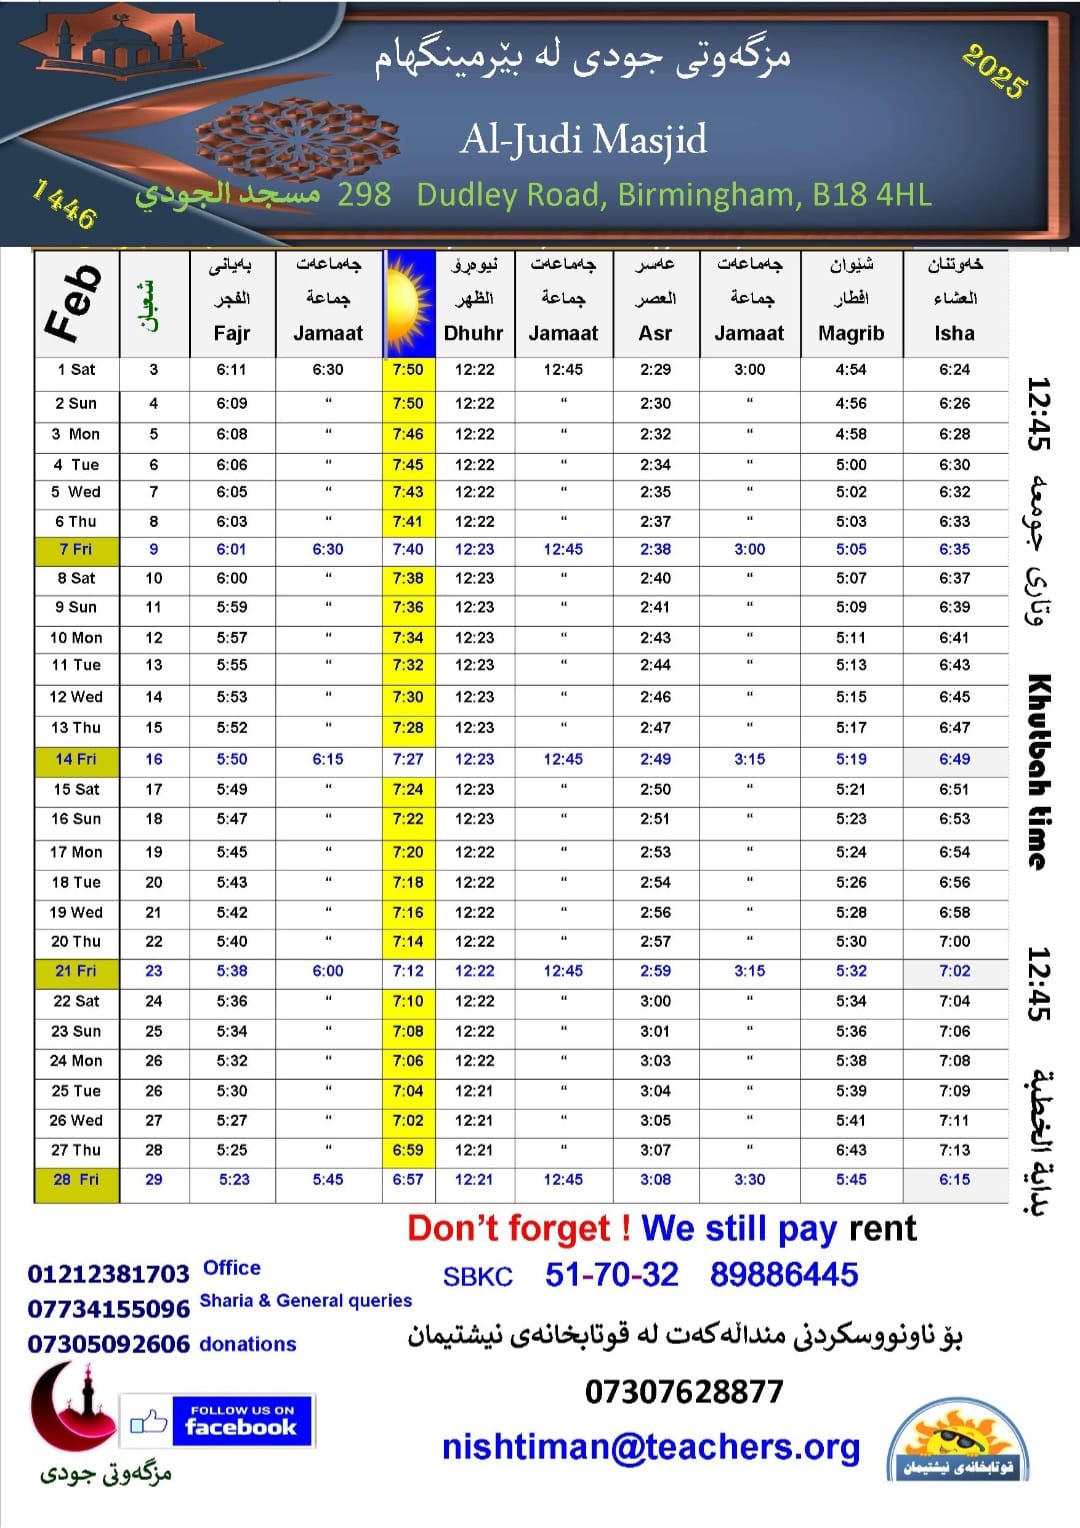 مزگەوتی جودی لە بێرمینگهام
2025
Al-Judi Masjid
1446
مسجد الجودي 298 Dudley Road, Birmingham, B18 4HL
Feb شعبان بەیانی جەماعەت نیوەڕۆ جەماعەت عەسر جەماعەت شێوان خەوتنان
الفجر جماعة الظهر جماعة العصر جماعة افطار العشاء
Fajr Jamaat Dhuhr Jamaat Asr Jamaat Magrib Isha
1 Sat 3 6:11 6:30 7:50 12:22 12:45 2:29 3:00 4:54 6:24
2 Sun 4 6:09 “ 7:50 12:22 “ 2:30 “ 4:56 6:26
3 Mon 5 6:08 “ 7:46 12:22 “ 2:32 “ 4:58 6:28
4 Tue 6 6:06 “ 7:45 12:22 “ 2:34 “ 5:00 6:30
5 Wed 7 6:05 “ 7:43 12:22 “ 2:35 “ 5:02 6:32
6 Thu 8 6:03 “ 7:41 12:22 “ 2:37 “ 5:03 6:33
7 Fri 9 6:01 6:30 7:40 12:23 12:45 2:38 3:00 5:05 6:35
8 Sat 10 6:00 “ 7:38 12:23 “ 2:40 “ 5:07 6:37
9 Sun 11 5:59 “ 7:36 12:23 “ 2:41 “ 5:09 6:39
10 Mon 12 5:57 “ 7:34 12:23 “ 2:43 “ 5:11 6:41
11 Tue 13 5:55 “ 7:32 12:23 “ 2:44 “ 5:13 6:43
12 Wed 14 5:53 “ 7:30 12:23 “ 2:46 “ 5:15 6:45
13 Thu 15 5:52 “ 7:28 12:23 “ 2:47 “ 5:17 6:47
14 Fri 16 5:50 6:15 7:27 12:23 12:45 2:49 3:15 5:19 6:49
15 Sat 17 5:49 “ 7:24 12:23 “ 2:50 “ 5:21 6:51
16 Sun 18 5:47 “ 7:22 12:23 “ 2:51 “ 5:23 6:53
17 Mon 19 5:45 “ 7:20 12:22 “ 2:53 “ 5:24 6:54
18 Tue 20 5:43 “ 7:18 12:22 “ 2:54 “ 5:26 6:56
19 Wed 21 5:42 “ 7:16 12:22 “ 2:56 “ 5:28 6:58
20 Thu 22 5:40 “ 7:14 12:22 “ 2:57 “ 5:30 7:00
21 Fri 23 5:38 6:00 7:12 12:22 12:45 2:59 3:15 5:32 7:02
22 Sat 24 5:36 “ 7:10 12:22 “ 3:00 “ 5:34 7:04
23 Sun 25 5:34 “ 7:08 12:22 “ 3:01 “ 5:36 7:06
24 Mon 26 5:32 “ 7:06 12:22 “ 3:03 “ 5:38 7:08
25 Tue 26 5:30 “ 7:04 12:21 “ 3:04 “ 5:39 7:09
26 Wed 27 5:27 “ 7:02 12:21 “ 3:05 “ 5:41 7:11
27 Thu 28 5:25 “ 6:59 12:21 “ 3:07 “ 6:43 7:13
28 Fri 29 5:23 5:45 6:57 12:21 12:45 3:08 3:30 5:45 6:15
12:45 وتاری جومعە Khutbah time 12:45 بداية الخطبة
Don’t forget ! We still pay rent
SBKC 51-70-32 89886445
01212381703 Office
07734155096 Sharia & General queries
07305092606 donations
بۆ ناونووسکردنی منداڵەکەت لە قوتابخانەی نیشتیمان
07307628877
nishtiman@teachers.org
FOLLOW US ON
facebook
مزگەوتی جودی
قوتابخانەی نیشتیمان